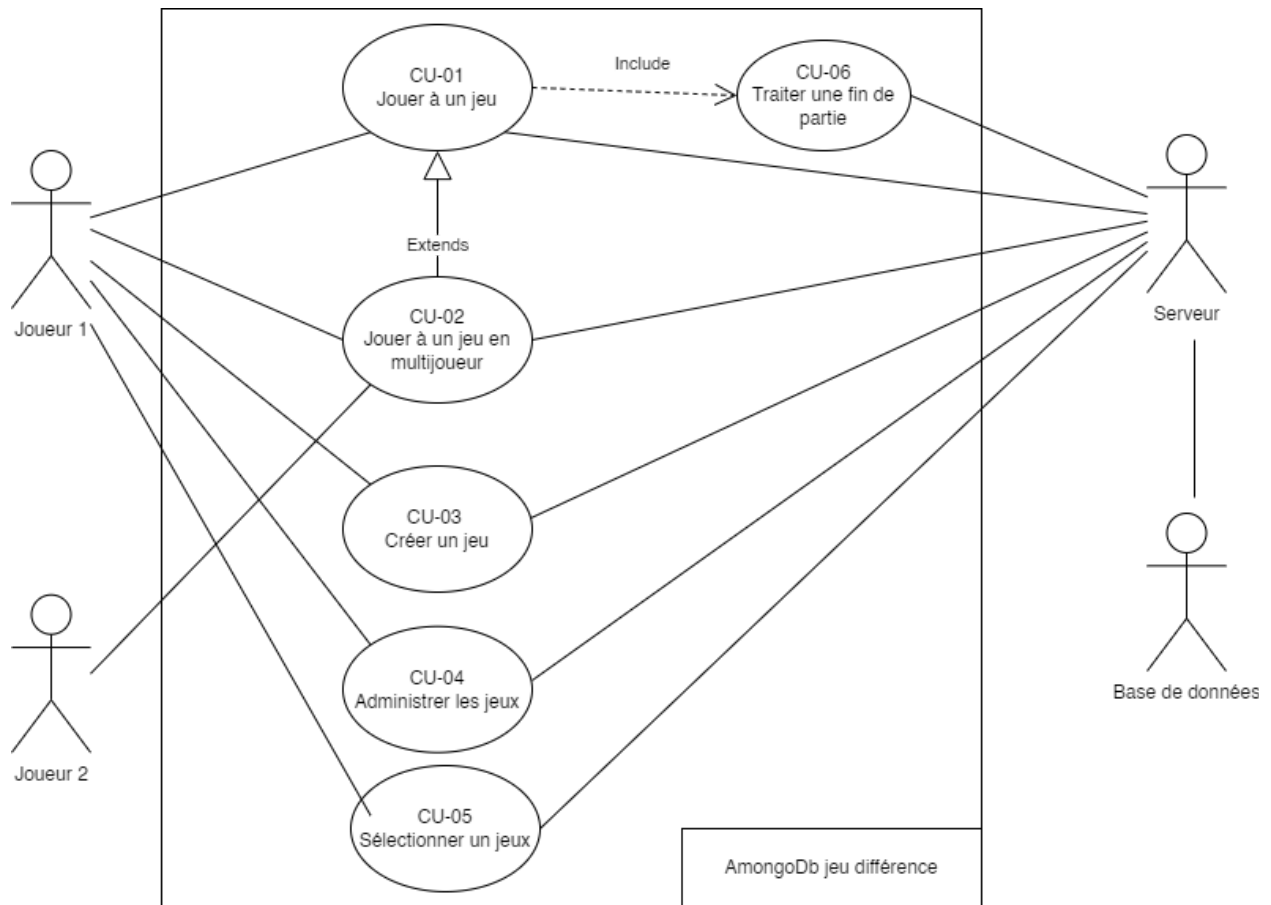 CU-01
Jouer à un jeu
Include
CU-06
Traiter une fin de
partie
Extends
Joueur 1
Serveur
CU-02
Jouer à un jeu en
multijoueur
CU-03
Créer un jeu
CU-04
Administrer les jeux
Base de données
Joueur 2
CU-05
Sélectionner un jeux
AmongoDb jeu différence